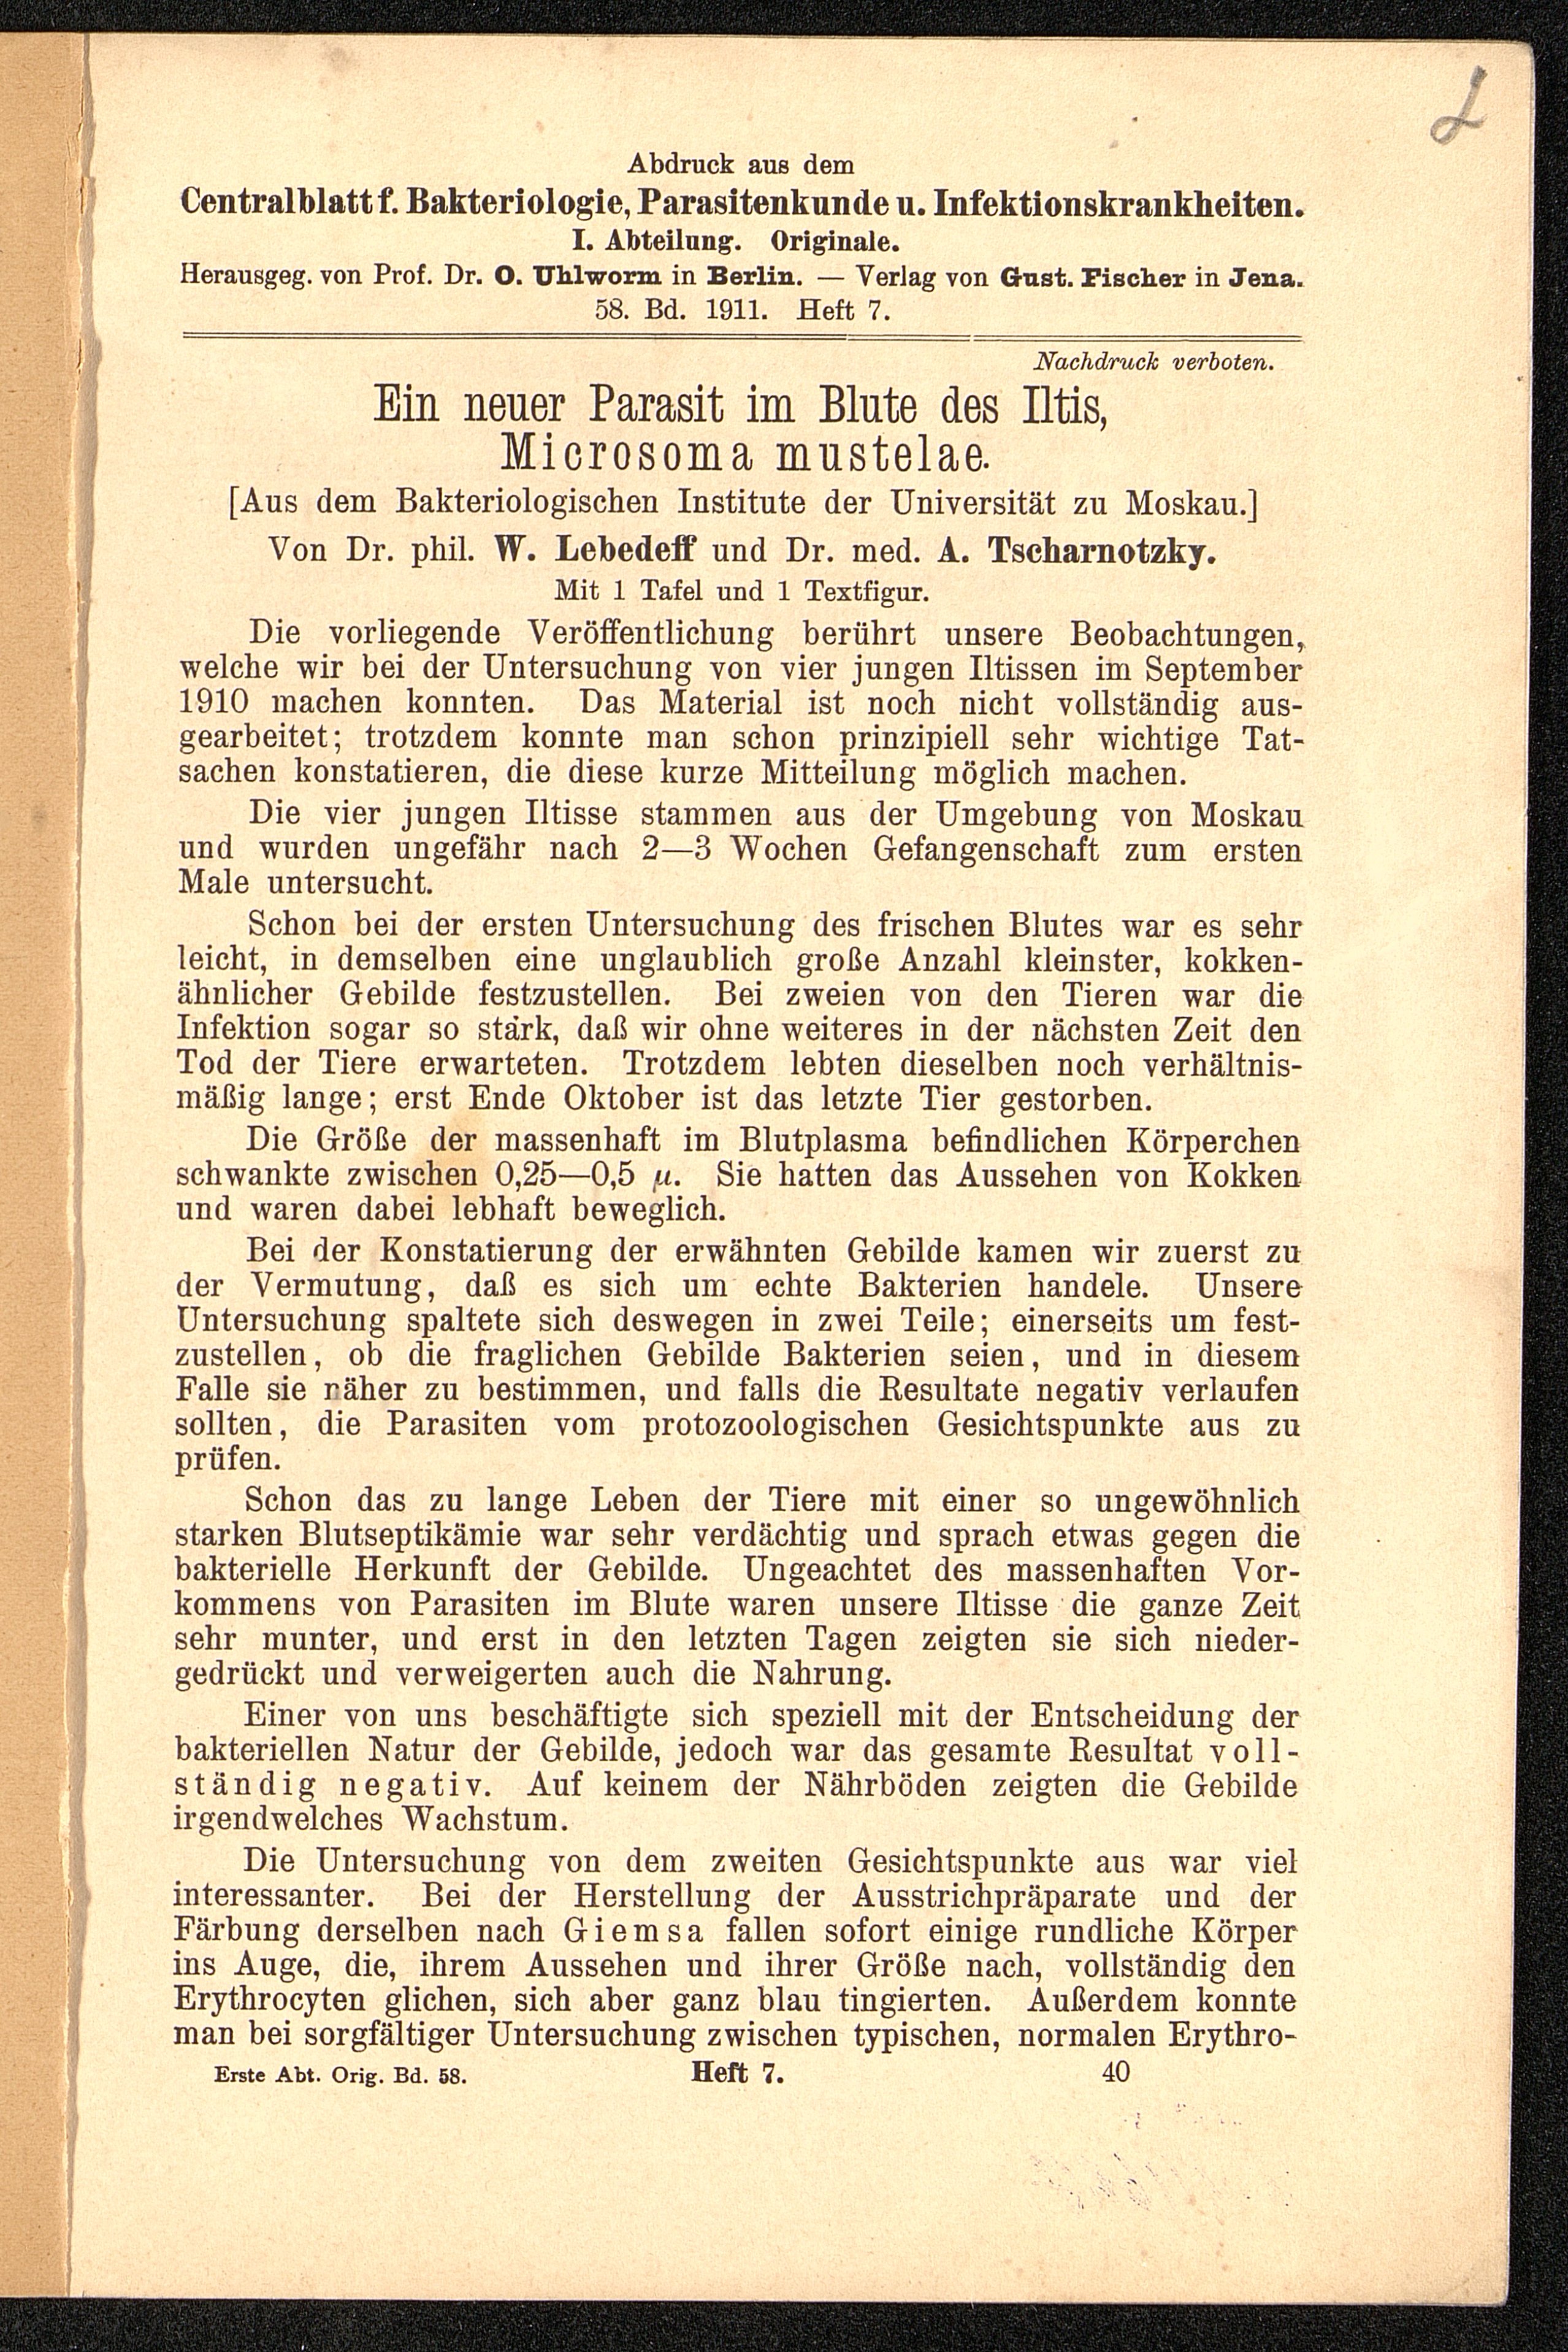 Abdruck aus dem
Centralblatt f. Bakteriologie, Parasitenkunde u. Infektionskrankheiten.
I. Abteilung. Originale.
Herausgeg. von Prof. Dr. O. Uhlworm in Berlin. — Verlag von Gust. Fischer in Jena.
58. Bd. 1911. Heft 7.
Nachdruck verboten.
Ein neuer Parasit im Blute des Iltis,
Microsoma mustelae.
[Aus dem Bakteriologischen Institute der Universität zu Moskau.]
Von Dr. phil. W. Lebedeff und Dr. med. A. Tscharnotzky.
Mit 1 Tafel und 1 Textfigur.
Die vorliegende Veröffentlichung berührt unsere Beobachtungen,
welche wir bei der Untersuchung von vier jungen Iltissen im September
1910 machen konnten. Das Material ist noch nicht vollständig aus-
gearbeitet; trotzdem konnte man schon prinzipiell sehr wichtige Tat-
sachen konstatieren, die diese kurze Mitteilung möglich machen.
Die vier jungen Iltisse stammen aus der Umgebung von Moskau
und wurden ungefähr nach 2—3 Wochen Gefangenschaft zum ersten
Male untersucht.
Schon bei der ersten Untersuchung des frischen Blutes war es sehr
leicht, in demselben eine unglaublich große Anzahl kleinster, kokken-
ähnlicher Gebilde festzustellen. Bei zweien von den Tieren war die
Infektion sogar so stark, daß wir ohne weiteres in der nächsten Zeit den
Tod der Tiere erwarteten. Trotzdem lebten dieselben noch verhältnis-
mäßig lange; erst Ende Oktober ist das letzte Tier gestorben.
Die Größe der massenhaft im Blutplasma befindlichen Körperchen
schwankte zwischen 0,25—0,5 μ. Sie hatten das Aussehen von Kokken
und waren dabei lebhaft beweglich.
Bei der Konstatierung der erwähnten Gebilde kamen wir zuerst zu
der Vermutung, daß es sich um echte Bakterien handele. Unsere
Untersuchung spaltete sich deswegen in zwei Teile; einerseits um fest-
zustellen, ob die fraglichen Gebilde Bakterien seien, und in diesem
Falle sie näher zu bestimmen, und falls die Resultate negativ verlaufen
sollten, die Parasiten vom protozoologischen Gesichtspunkte aus zu
prüfen.
Schon das zu lange Leben der Tiere mit einer so ungewöhnlich
starken Blutseptikämie war sehr verdächtig und sprach etwas gegen die
bakterielle Herkunft der Gebilde. Ungeachtet des massenhaften Vor-
kommens von Parasiten im Blute waren unsere Iltisse die ganze Zeit
sehr munter, und erst in den letzten Tagen zeigten sie sich nieder-
gedrückt und verweigerten auch die Nahrung.
Einer von uns beschäftigte sich speziell mit der Entscheidung der
bakteriellen Natur der Gebilde, jedoch war das gesamte Resultat voll-
ständig negativ. Auf keinem der Nährböden zeigten die Gebilde
irgendwelches Wachstum.
Die Untersuchung von dem zweiten Gesichtspunkte aus war viel
interessanter. Bei der Herstellung der Ausstrichpräparate und der
Färbung derselben nach Giemsa fallen sofort einige rundliche Körper
ins Auge, die, ihrem Aussehen und ihrer Größe nach, vollständig den
Erythrocyten glichen, sich aber ganz blau tingierten. Außerdem konnte
man bei sorgfältiger Untersuchung zwischen typischen, normalen Erythro-
Erste Abt. Orig. Bd. 58. Heft 7. 40